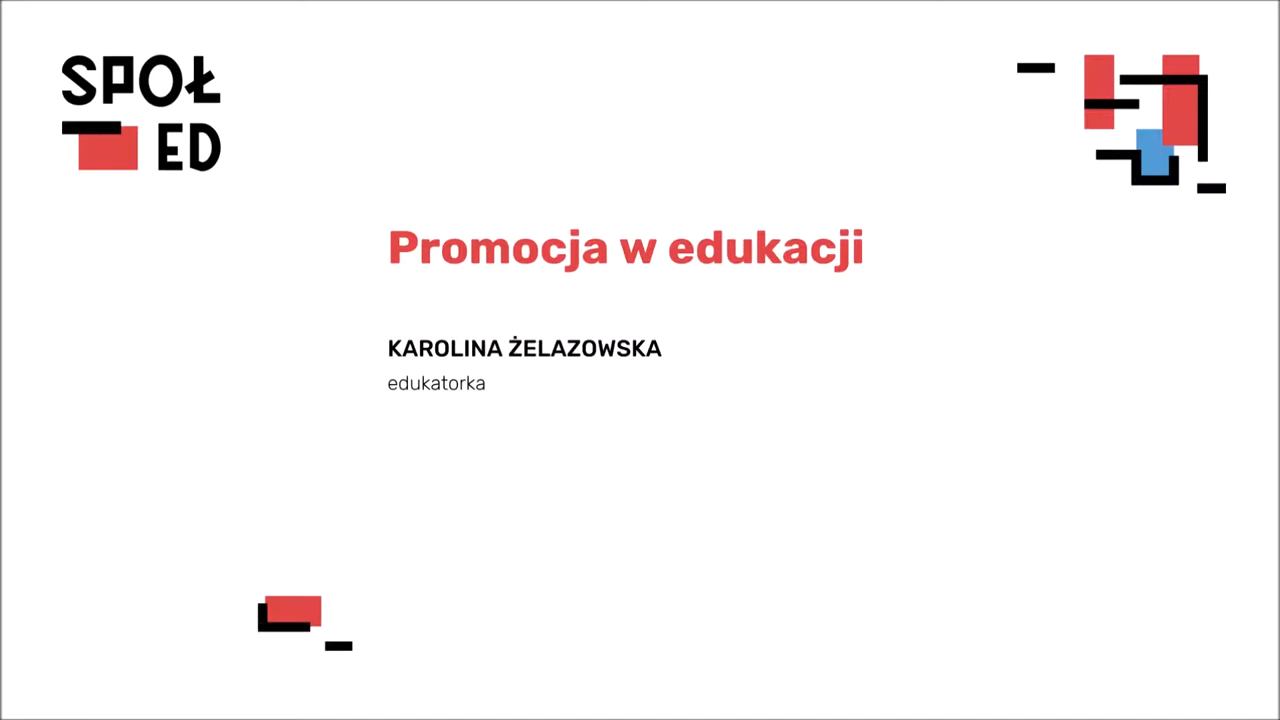 SPOŁ
ED
Promocja w edukacji
KAROLINA ŻELAZOWSKA
edukatorka